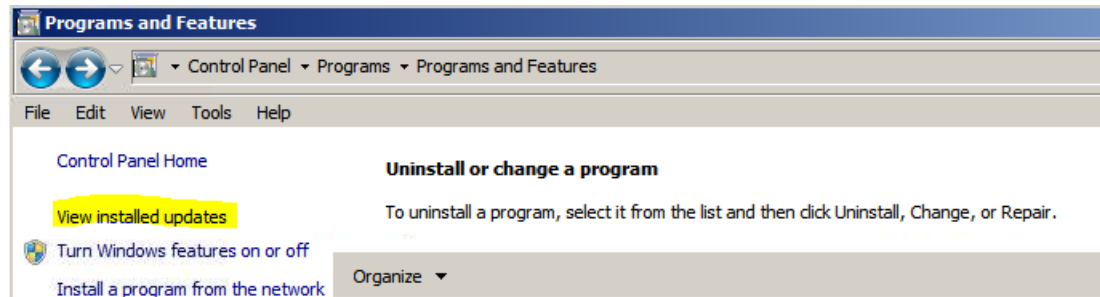 Programs and Features
Control Panel Programs Programs and Features
File Edit View Tools Help
Control Panel Home
View installed updates
Turn Windows features on or off
Install a program from the network
Uninstall or change a program
To uninstall a program, select it from the list and then click Uninstall, Change, or Repair.
Organize